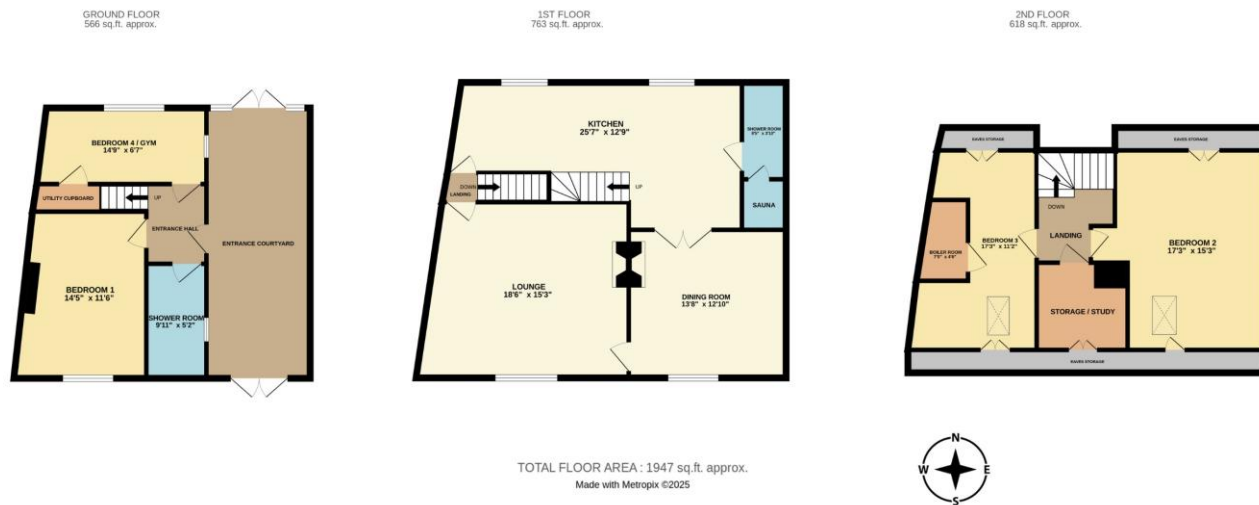 GROUND FLOOR
566 sq.ft. approx.
BEDROOM 4 / GYM
14'9" x 6'7"
UTILITY CUPBOARD
UP
ENTRANCE HALL
ENTRANCE COURTYARD
BEDROOM 1
14'5" x 11'6"
SHOWER ROOM
9'11" x 5'2"
1ST FLOOR
763 sq.ft. approx.
KITCHEN
25'7" x 12'9"
SHOWER ROOM
DOWN
LANDING
UP
SAUNA
LOUNGE
18'6" x 15'3"
DINING ROOM
13'8" x 12'10"
2ND FLOOR
618 sq.ft. approx.
EAVES STORAGE
EAVES STORAGE
DOWN
LANDING
BEDROOM 3
17'3" x 11'2"
BOILER ROOM
BEDROOM 2
17'3" x 15'3"
STORAGE / STUDY
EAVES STORAGE
N
W
E
S
TOTAL FLOOR AREA : 1947 sq.ft. approx.
Made with Metropix ©2025